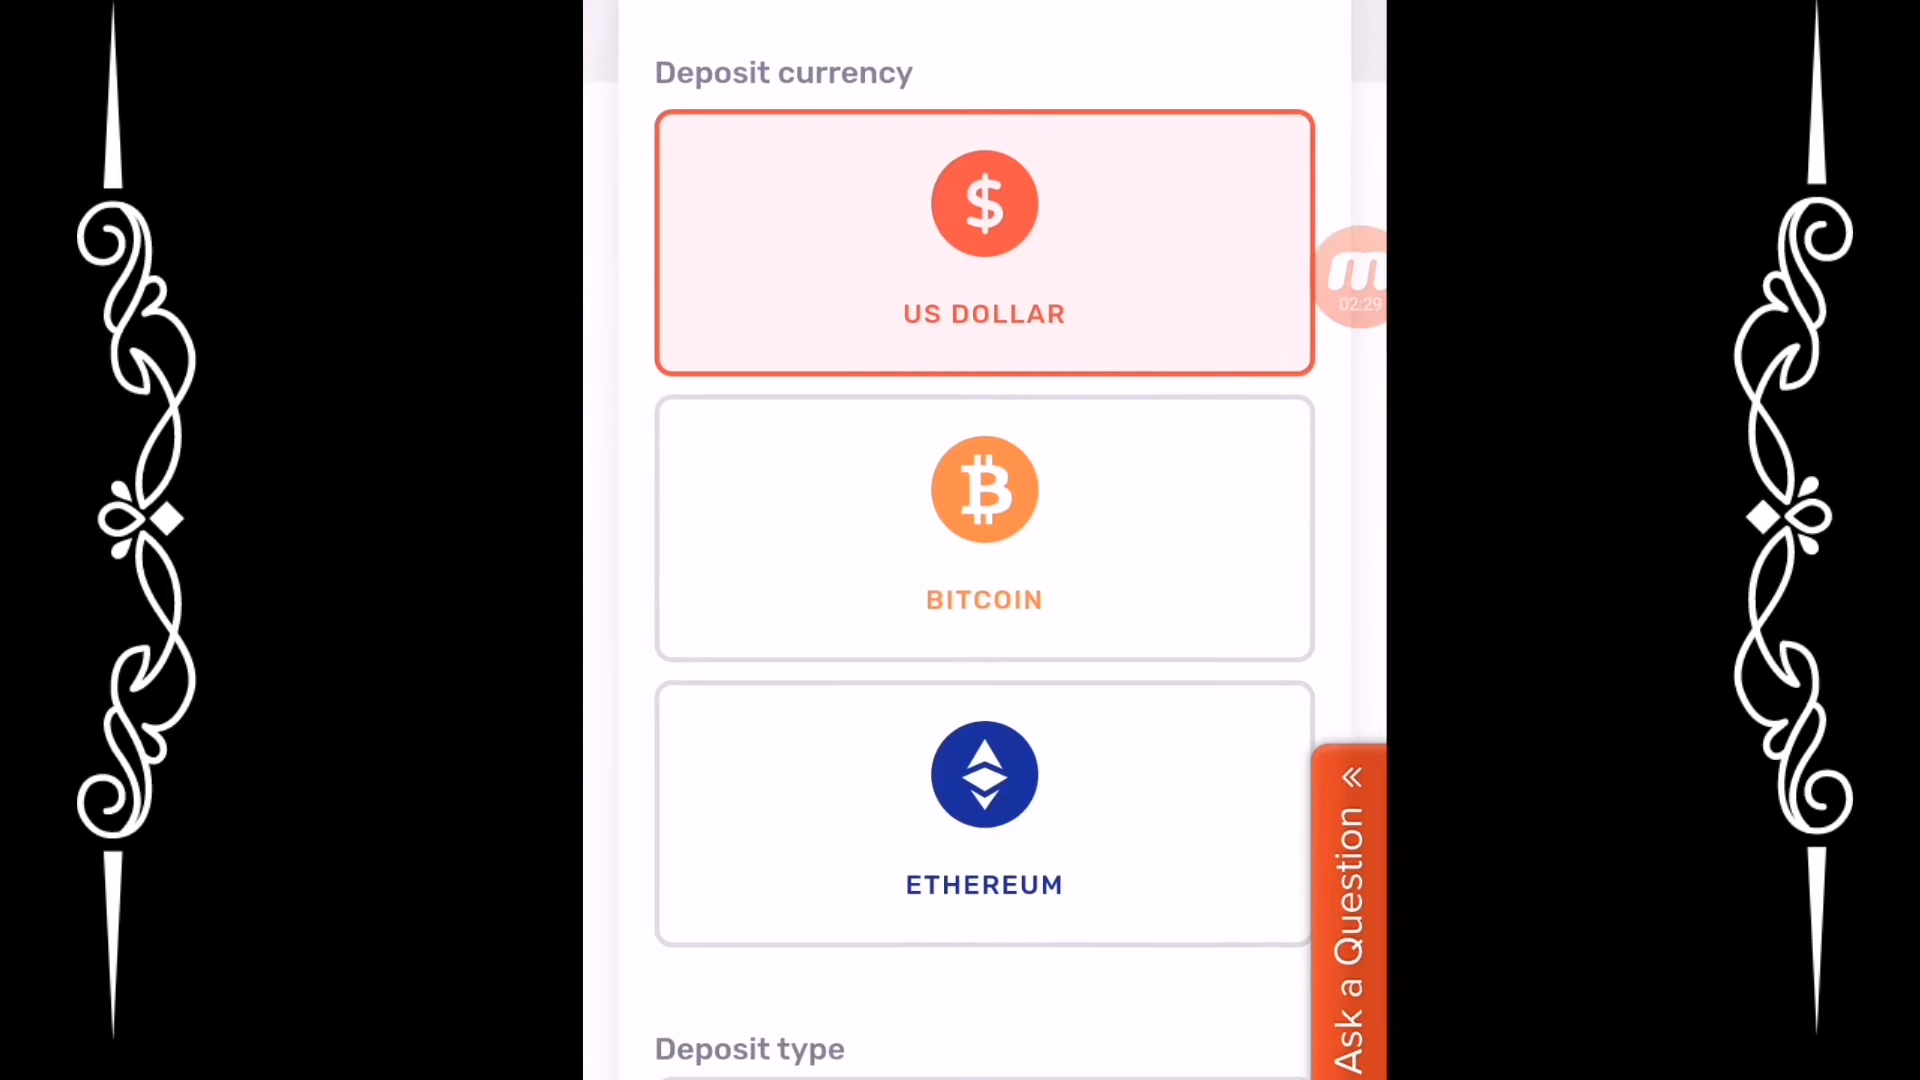 Deposit currency
$
US DOLLAR
m
02:29
BITCOIN
ETHEREUM
Ask a Question «
Deposit type